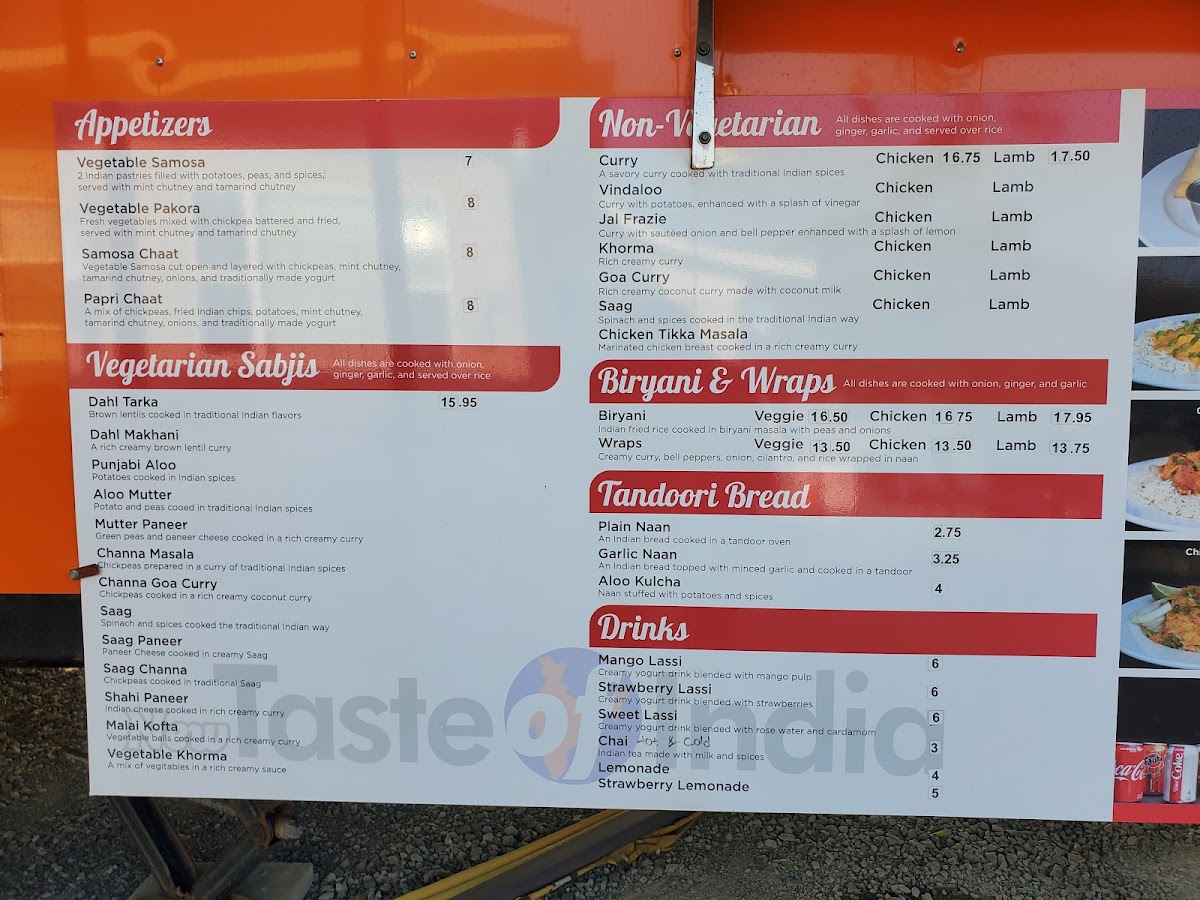 Appetizers
Vegetable Samosa 7
2 Indian pastries filled with potatoes, peas, and spices,
served with mint chutney and tamarind chutney
Vegetable Pakora 8
Fresh vegetables mixed with chickpea battered and fried,
served with mint chutney and tamarind chutney
Samosa Chaat 8
Vegetable Samosa cut open and layered with chickpeas, mint chutney,
tamarind chutney, onions, and traditionally made yogurt
Papri Chaat 8
A mix of chickpeas, fried Indian chips, potatoes, mint chutney,
tamarind chutney, onions, and traditionally made yogurt
Vegetarian Sabjis
All dishes are cooked with onion,
ginger, garlic, and served over rice
Dahl Tarka 15.95
Brown lentils cooked in traditional Indian flavors
Dahl Makhani
A rich creamy brown lentil curry
Punjabi Aloo
Potatoes cooked in Indian spices
Aloo Mutter
Potato and peas cooed in traditional Indian spices
Mutter Paneer
Green peas and paneer cheese cooked in a rich creamy curry
Channa Masala
Chickpeas prepared in a curry of traditional Indian spices
Channa Goa Curry
Chickpeas cooked in a rich creamy coconut curry
Saag
Spinach and spices cooked the traditional Indian way
Saag Paneer
Paneer Cheese cooked in creamy Saag
Saag Channa
Chickpeas cooked in traditional Saag
Shahi Paneer
Indian cheese cooked in rich creamy curry
Malai Kofta
Vegetable balls cooked in a rich creamy curry
Vegetable Khorma
A mix of vegitables in a rich creamy sauce
Taste of India
Non-Vegetarian
All dishes are cooked with onion,
ginger, garlic, and served over rice
Curry Chicken 16.75 Lamb 17.50
A savory curry cooked with traditional Indian spices
Vindaloo Chicken Lamb
Curry with potatoes, enhanced with a splash of vinegar
Jal Frazie Chicken Lamb
Curry with sautéed onion and bell pepper enhanced with a splash of lemon
Khorma Chicken Lamb
Rich creamy curry
Goa Curry Chicken Lamb
Rich creamy coconut curry made with coconut milk
Saag Chicken Lamb
Spinach and spices cooked in the traditional Indian way
Chicken Tikka Masala
Marinated chicken breast cooked in a rich creamy curry
Biryani & Wraps All dishes are cooked with onion, ginger, and garlic
Biryani Veggie 16.50 Chicken 16 75 Lamb 17.95
Indian fried rice cooked in biryani masala with peas and onions
Wraps Veggie 13.50 Chicken 13.50 Lamb 13.75
Creamy curry, bell peppers, onion, cilantro, and rice wrapped in naan
Tandoori Bread
Plain Naan 2.75
An Indian bread cooked in a tandoor oven
Garlic Naan 3.25
An Indian bread topped with minced garlic and cooked in a tandoor
Aloo Kulcha 4
Naan stuffed with potatoes and spices
Drinks
Mango Lassi 6
Creamy yogurt drink blended with mango pulp
Strawberry Lassi 6
Creamy yogurt drink blended with strawberries
Sweet Lassi 6
Creamy yogurt drink blended with rose water and cardamom
Chai Hot & Cold 3
Indian tea made with milk and spices
Lemonade 4
Strawberry Lemonade 5
Chi
Coke